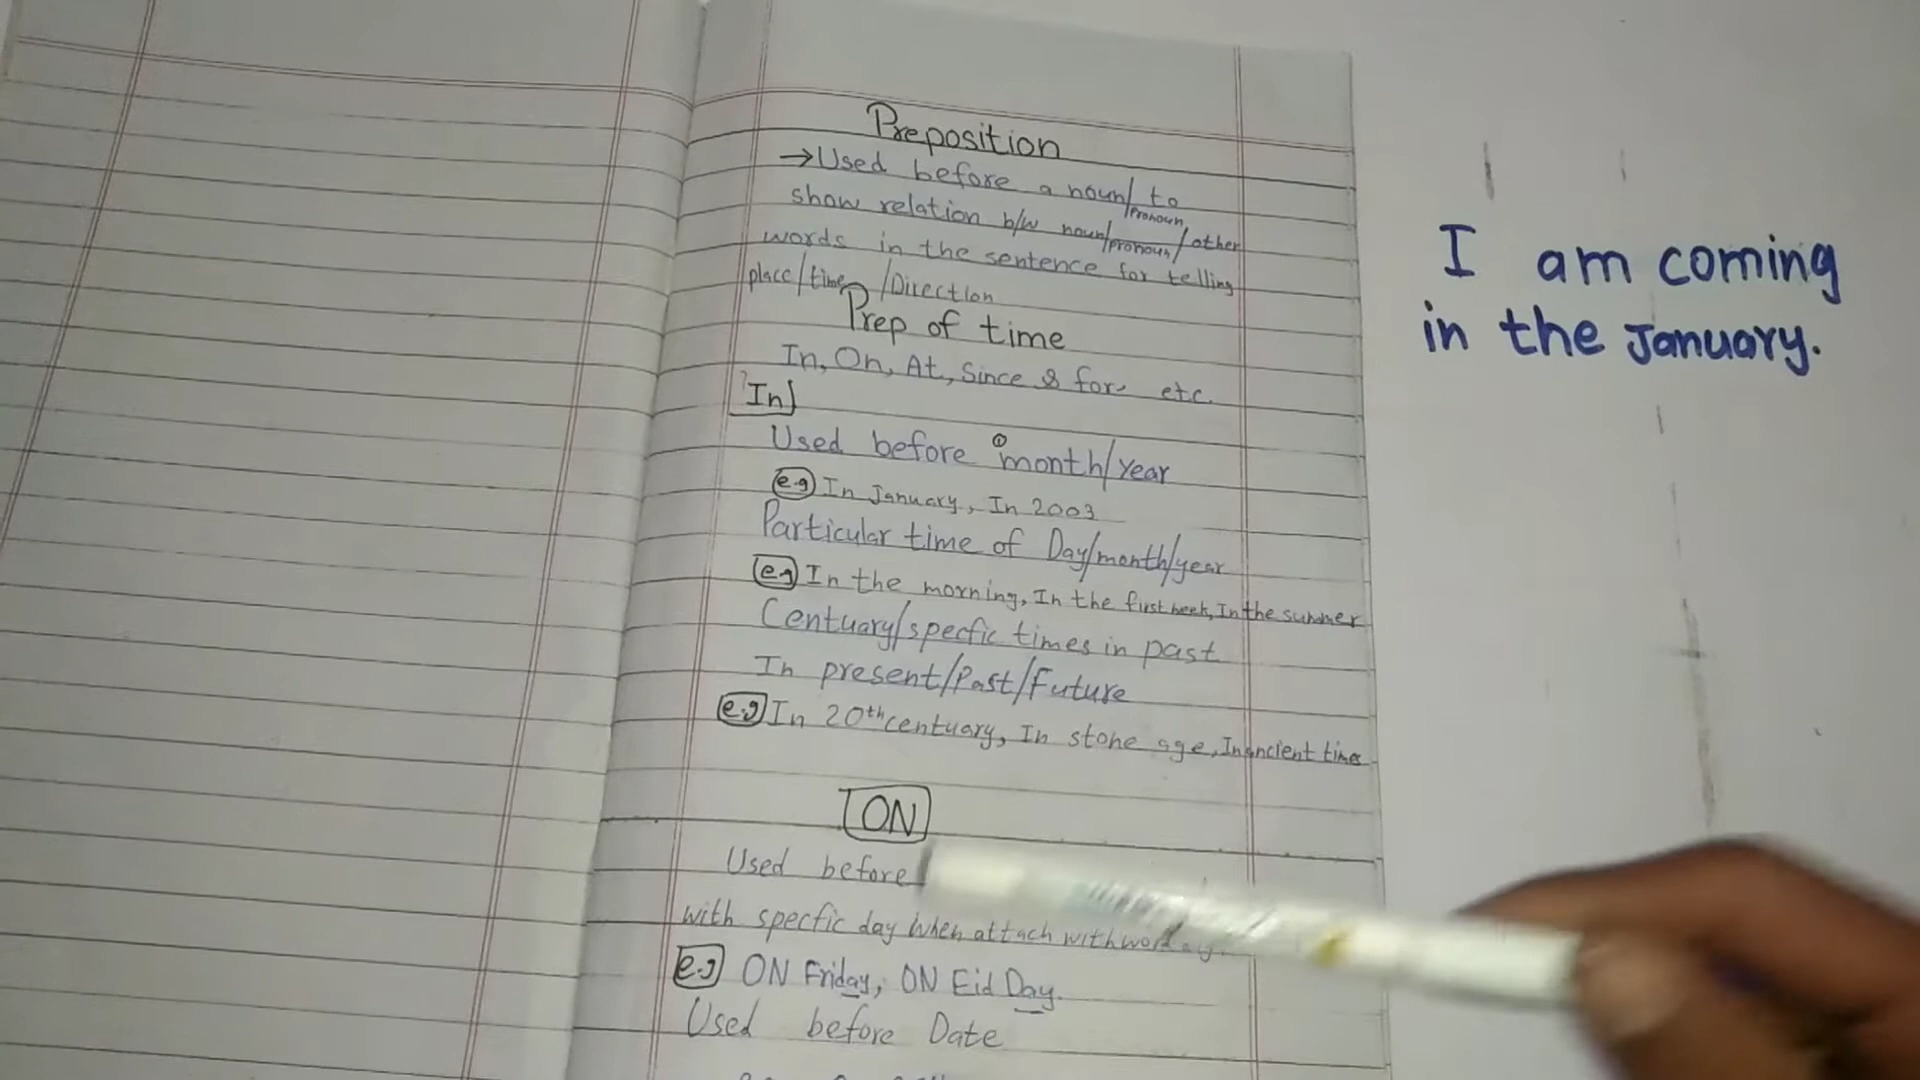 Preposition
→Used before a noun/pronoun to
show relation b/w noun/pronoun/other
words in the sentence for telling
place/time/Direction
Prep of time
In, On, At, Since & for etc.
In
Used before ① month/year
e.g In January, In 2003
Particular time of Day/month/year
e.g In the morning, In the first week, In the summer
Centuary/specfic times in past
In present/Past/Future
e.g In 20th centuary, In stone age, In ancient times
ON
Used before
with specfic day when attach with word
e.g ON Friday, ON Eid Day.
Used before Date
I am coming
in the January.